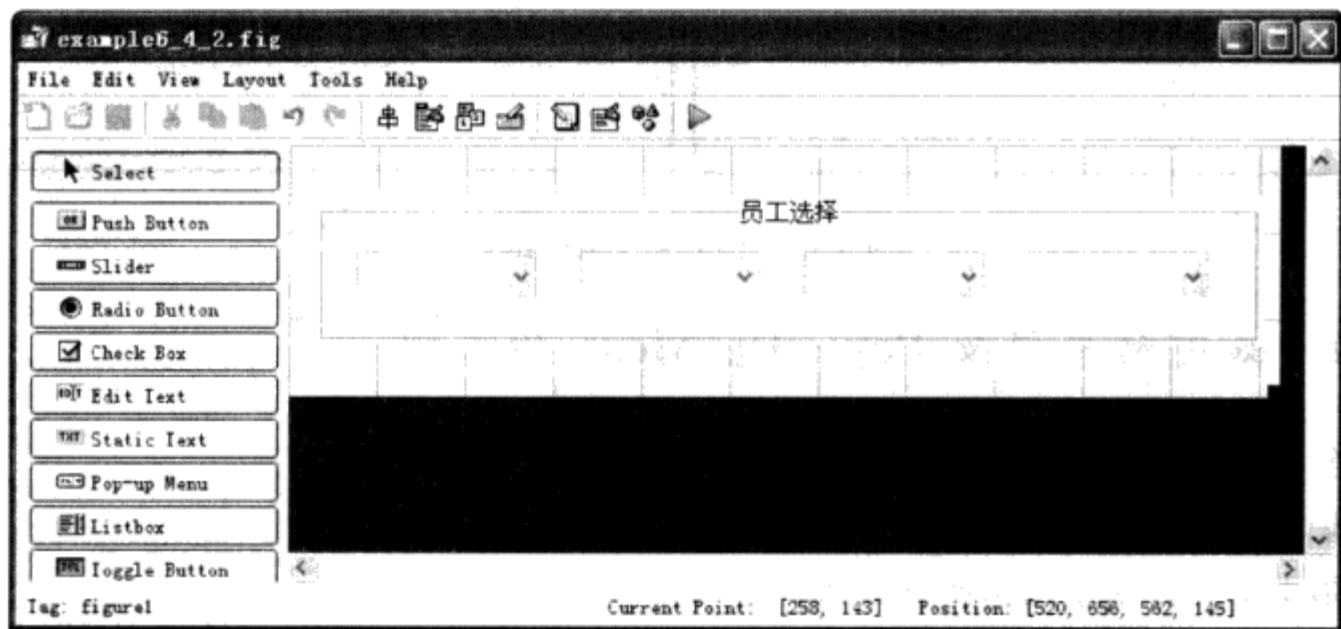 example6_4_2.fig
File Edit View Layout Tools Help
Select
Push Button
Slider
Radio Button
Check Box
Edit Text
Static Text
Pop-up Menu
Listbox
Toggle Button
员工选择
Tag: figure1 Current Point: [258, 143] Position: [520, 656, 562, 145]